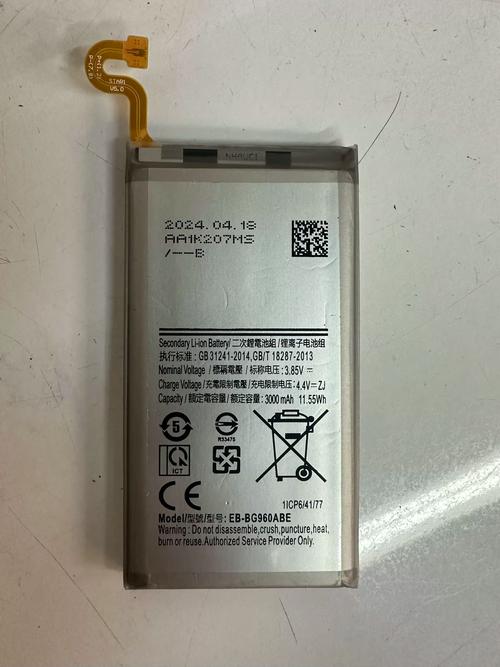 STAR1
V5.0
2024.04.18
AA1K207MS
/--B
Secondary Li-ion Battery/二次鋰電池組/锂离子电池组
执行标准: GB 31241-2014,GB/T 18287-2013
Nominal Voltage / 標稱電壓 / 标称电压: 3.85V ⎓
Charge Voltage / 充電限制電壓 / 充电限制电压: 4.4V⎓ ZJ
Capacity / 額定電容容量 / 额定容量: 3000 mAh 11.55Wh
5
R33475
ICT
CE
1ICP6/41/77
Model/型號/型号: EB-BG960ABE
Warning : Do not disassemble,crush,puncture,heat,
burn or reuse.Authorized Service Provider Only.